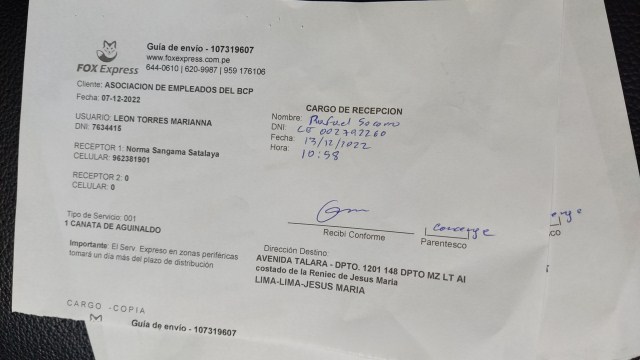 FOX Express
Guía de envío - 107319607
www.foxexpress.com.pe
644-0610 | 620-9987 | 959 176106
Cliente: ASOCIACION DE EMPLEADOS DEL BCP
Fecha: 07-12-2022
USUARIO: LEON TORRES MARIANNA
DNI: 7634415
RECEPTOR 1: Norma Sangama Satalaya
CELULAR: 962381901
RECEPTOR 2: 0
CELULAR: 0
CARGO DE RECEPCION
Nombre: Rafael
DNI: 002792260
Fecha: 13/12/2022
Hora: 10:58
Tipo de Servicio: 001
1 CANATA DE AGUINALDO
Importante: El Serv. Expreso en zonas periféricas
tomará un día más del plazo de distribución
Recibí Conforme
Parentesco
Dirección Destino:
AVENIDA TALARA - DPTO. 1201 148 DPTO MZ LT AI
costado de la Reniec de Jesus Maria
LIMA-LIMA-JESUS MARIA
CARGO -COPIA
Guía de envío - 107319607